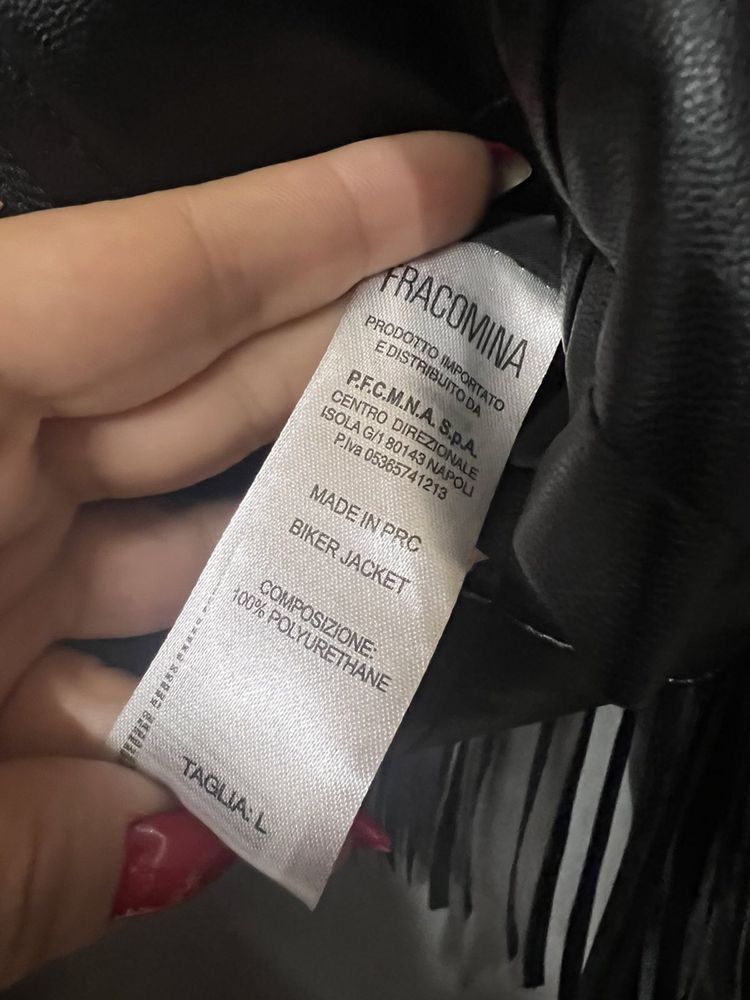 FRACOMINA
PRODOTTO IMPORTATO
E DISTRIBUITO DA
P.F.C.M.N.A. S.p.A.
CENTRO DIREZIONALE
ISOLA G/1 80143 NAPOLI
P.Iva 05365741213
MADE IN PRC
BIKER JACKET
COMPOSIZIONE:
100% POLYURETHANE
TAGLIA: L